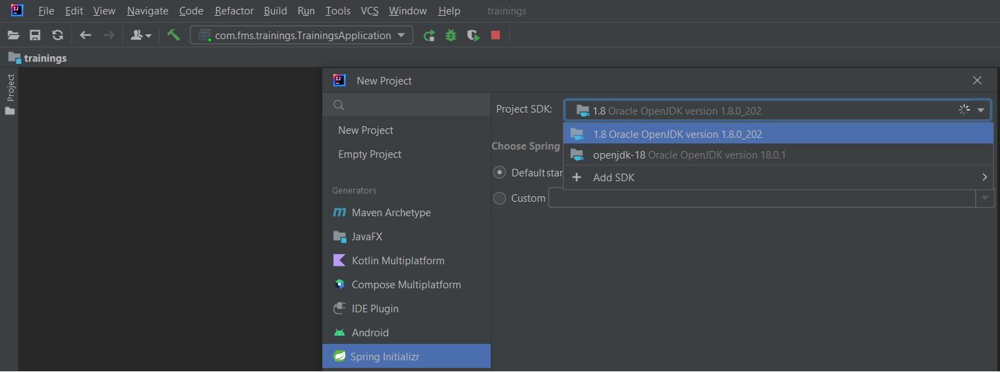 File Edit View Navigate Code Refactor Build Run Tools VCS Window Help trainings
com.fms.trainings.TrainingsApplication
trainings
Project
New Project
Project SDK: 1.8 Oracle OpenJDK version 1.8.0_202
1.8 Oracle OpenJDK version 1.8.0_202
openjdk-18 Oracle OpenJDK version 18.0.1
Add SDK
Choose Spring
Default star
Custom
New Project
Empty Project
Generators
Maven Archetype
JavaFX
Kotlin Multiplatform
Compose Multiplatform
IDE Plugin
Android
Spring Initializr